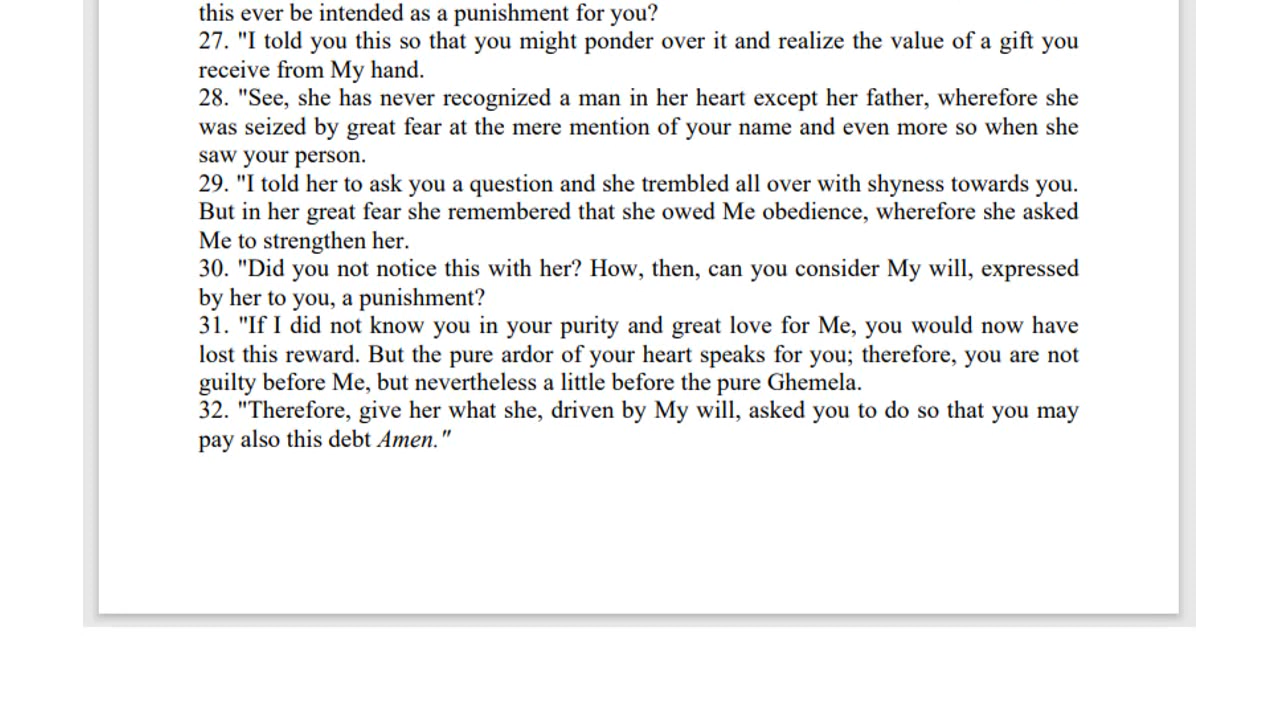 this ever be intended as a punishment for you?
27. "I told you this so that you might ponder over it and realize the value of a gift you
receive from My hand.
28. "See, she has never recognized a man in her heart except her father, wherefore she
was seized by great fear at the mere mention of your name and even more so when she
saw your person.
29. "I told her to ask you a question and she trembled all over with shyness towards you.
But in her great fear she remembered that she owed Me obedience, wherefore she asked
Me to strengthen her.
30. "Did you not notice this with her? How, then, can you consider My will, expressed
by her to you, a punishment?
31. "If I did not know you in your purity and great love for Me, you would now have
lost this reward. But the pure ardor of your heart speaks for you; therefore, you are not
guilty before Me, but nevertheless a little before the pure Ghemela.
32. "Therefore, give her what she, driven by My will, asked you to do so that you may
pay also this debt Amen."